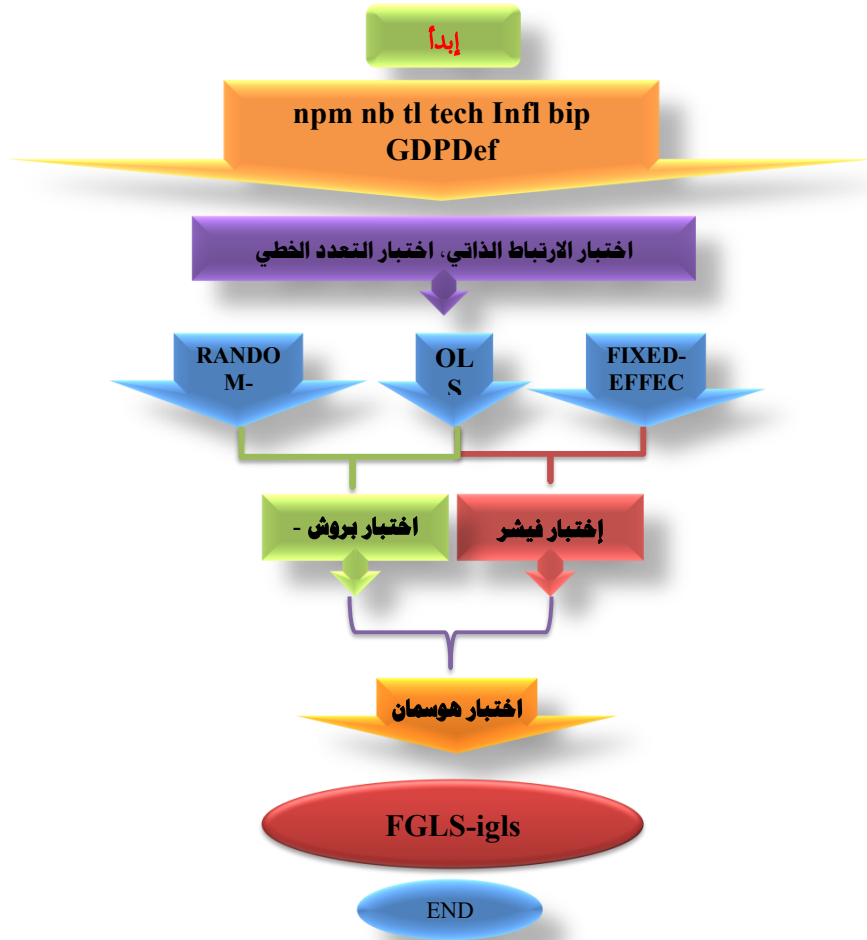 إبدأ
npm nb tl tech Infl bip
GDPDef
اختبار الارتباط الذاتي، اختبار التعدد الخطي
RANDO
M-
OL
S
FIXED-
EFFEC
اختبار بروش -
إختبار فيشر
اختبار هوسمان
FGLS-igls
END